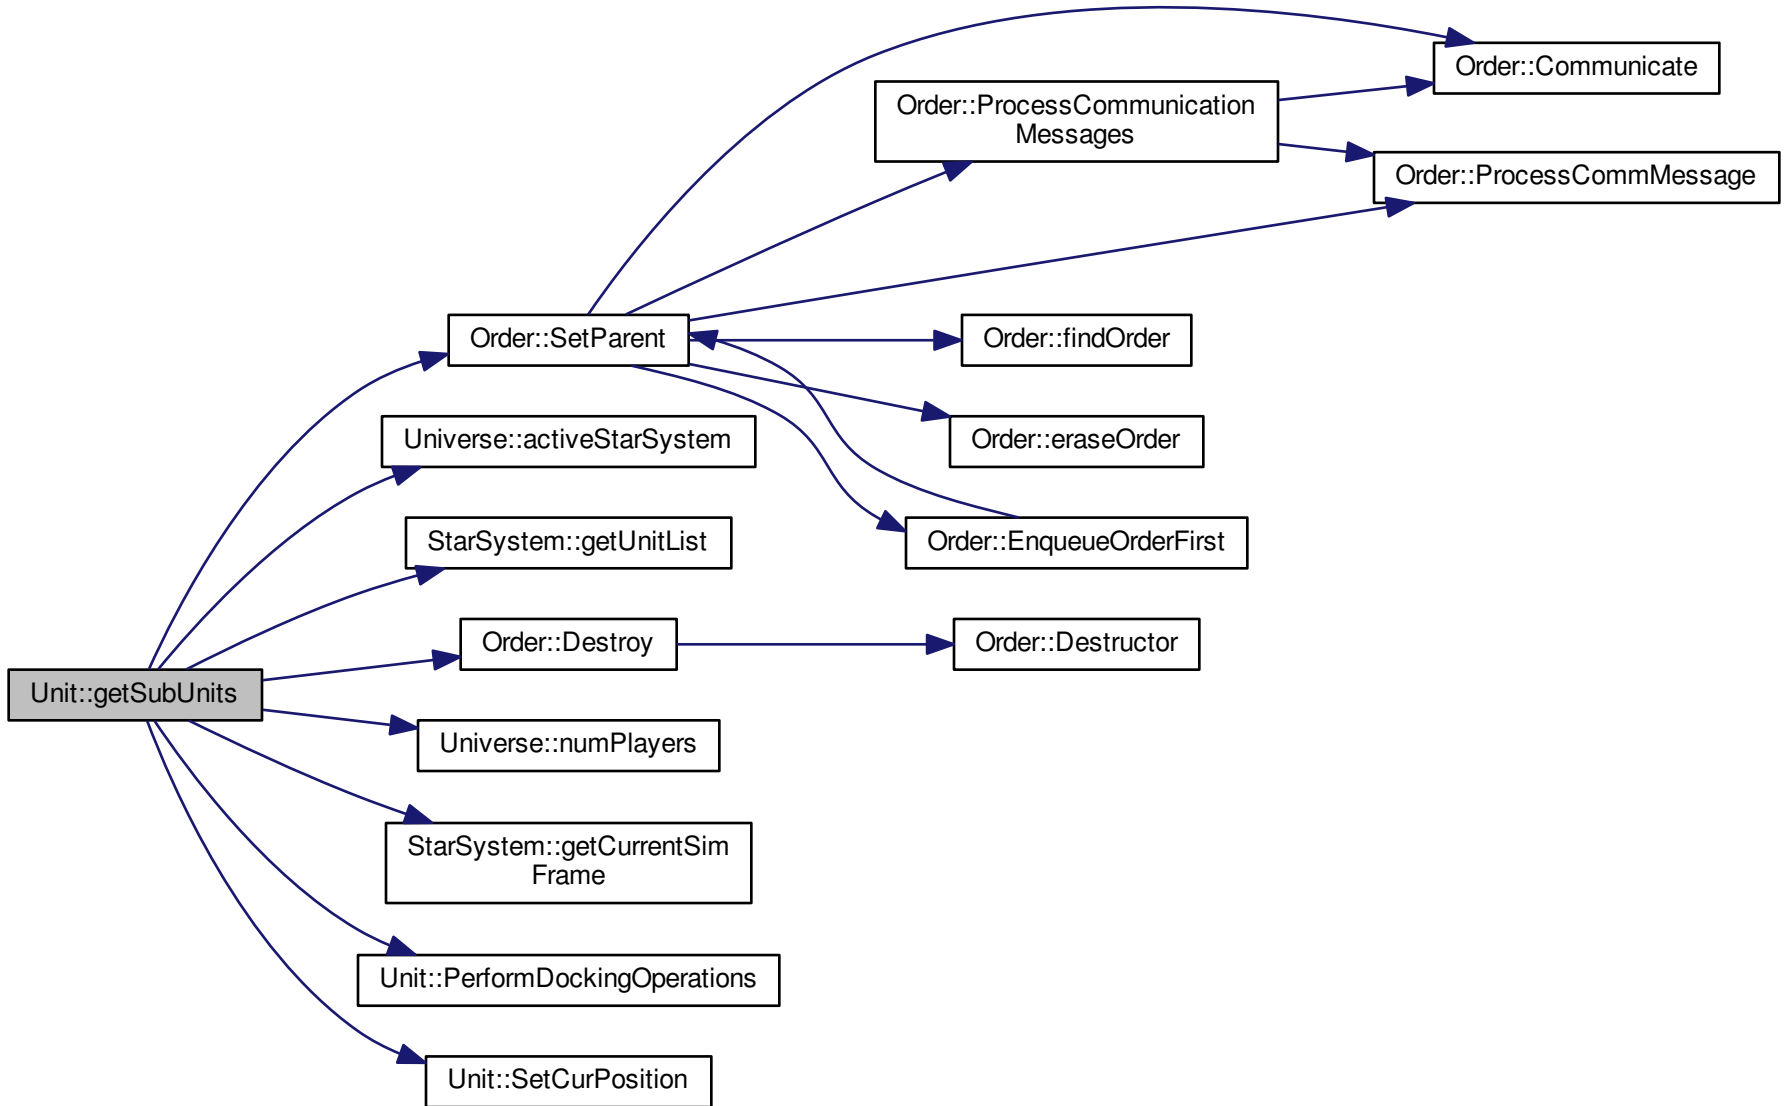 Order::Communicate
Order::ProcessCommunication
Messages
Order::ProcessCommMessage
Order::SetParent
Order::findOrder
Universe::activeStarSystem
Order::eraseOrder
StarSystem::getUnitList
Order::EnqueueOrderFirst
Order::Destroy
Order::Destructor
Unit::getSubUnits
Universe::numPlayers
StarSystem::getCurrentSim
Frame
Unit::PerformDockingOperations
Unit::SetCurPosition